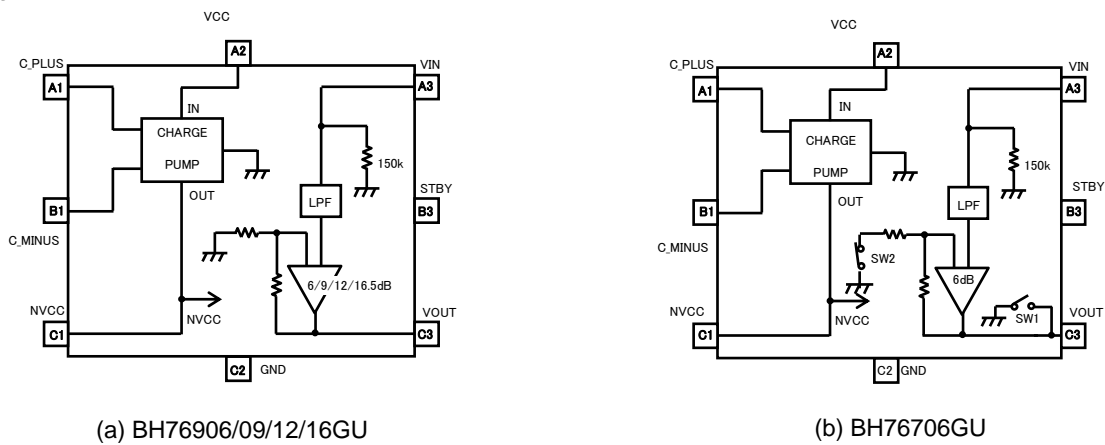 VCC
A2
C_PLUS
A1
VIN
A3
IN
CHARGE
PUMP
OUT
150k
LPF
STBY
B3
B1
C_MINUS
6/9/12/16.5dB
NVCC
C1
NVCC
VOUT
C3
C2
GND
(a) BH76906/09/12/16GU
VCC
A2
C_PLUS
A1
VIN
A3
IN
CHARGE
PUMP
OUT
150k
LPF
STBY
B3
B1
C_MINUS
SW2
6dB
NVCC
C1
NVCC
SW1
VOUT
C3
C2
GND
(b) BH76706GU